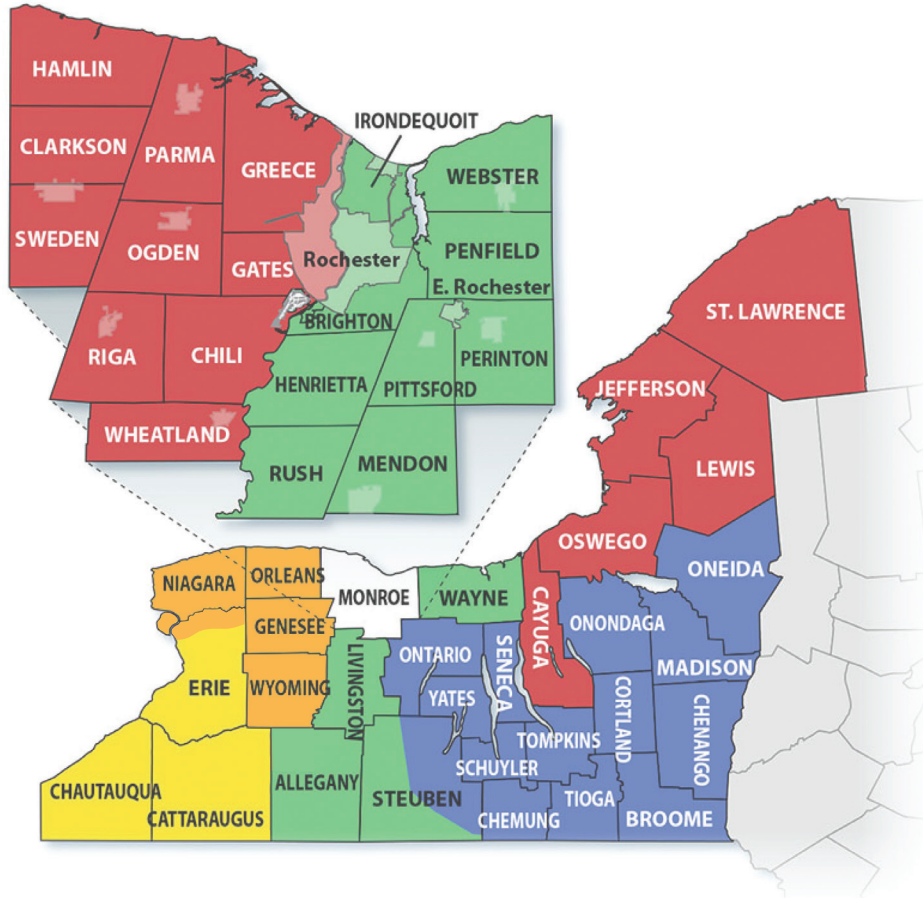 HAMLIN
IRONDEQUOIT
CLARKSON
PARMA
GREECE
WEBSTER
SWEDEN
OGDEN
GATES
Rochester
PENFIELD
E. Rochester
BRIGHTON
RIGA
CHILI
HENRIETTA
PITTSFORD
PERINTON
WHEATLAND
RUSH
MENDON
ST. LAWRENCE
JEFFERSON
LEWIS
OSWEGO
ONEIDA
NIAGARA
ORLEANS
MONROE
WAYNE
CAYUGA
GENESEE
ONONDAGA
LIVINGSTON
ONTARIO
SENECA
MADISON
ERIE
WYOMING
YATES
CORTLAND
CHENANGO
TOMPKINS
SCHUYLER
CHAUTAUQUA
CATTARAUGUS
ALLEGANY
STEUBEN
CHEMUNG
TIOGA
BROOME